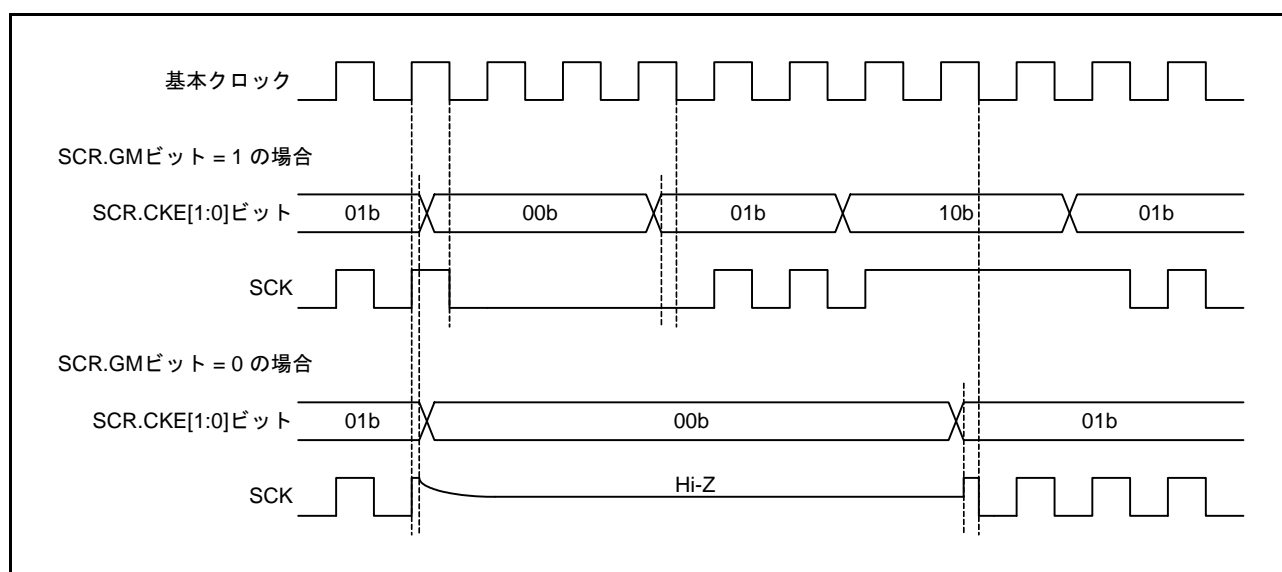 基本クロック
SCR.GMビット = 1 の場合
SCR.CKE[1:0]ビット 01b 00b 01b 10b 01b
SCK
SCR.GMビット = 0 の場合
SCR.CKE[1:0]ビット 01b 00b 01b
SCK Hi-Z